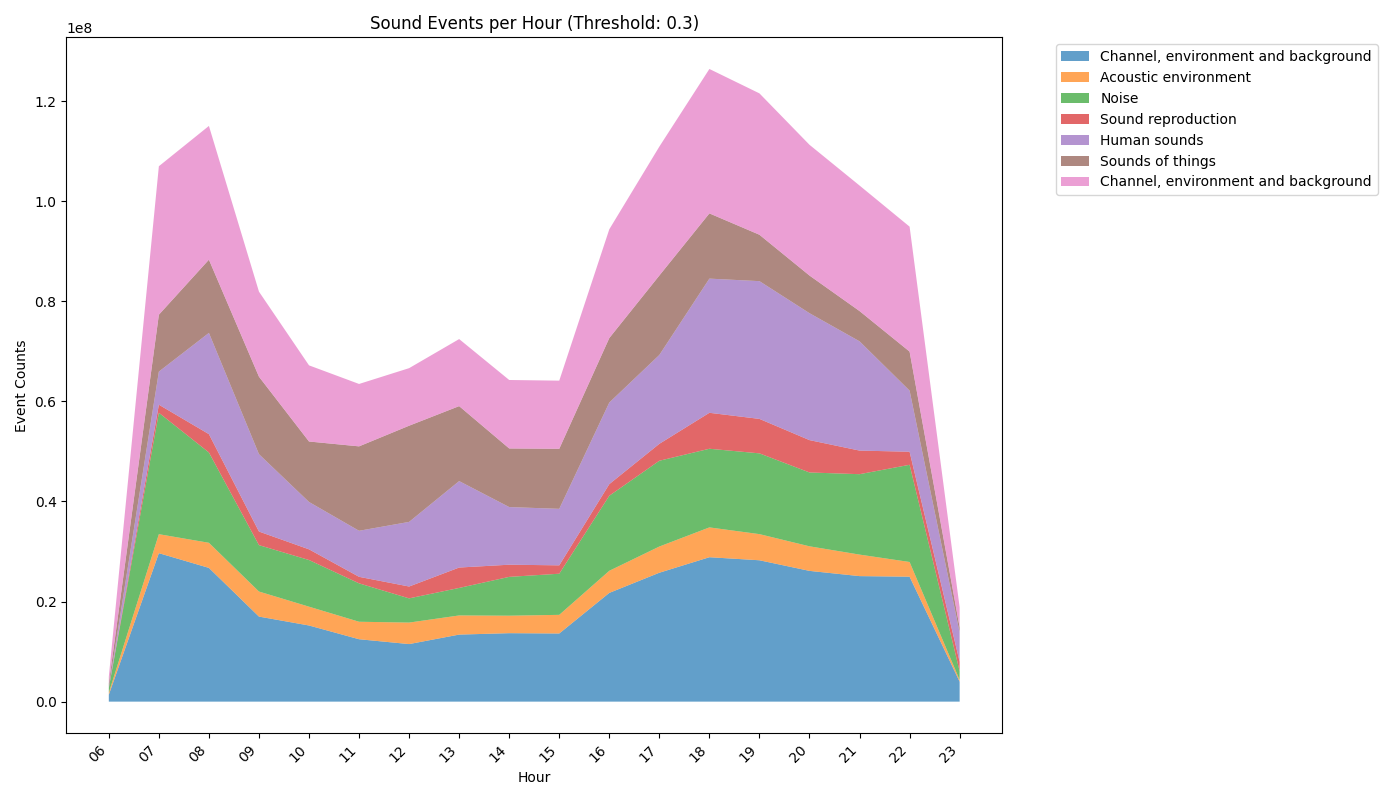 Sound Events per Hour (Threshold: 0.3)
1e8
Channel, environment and background
Acoustic environment
Noise
Sound reproduction
Human sounds
Sounds of things
Channel, environment and background
1.2
1.0
0.8
0.6
0.4
0.2
0.0
Event Counts
06 07 08 09 10 11 12 13 14 15 16 17 18 19 20 21 22 23
Hour